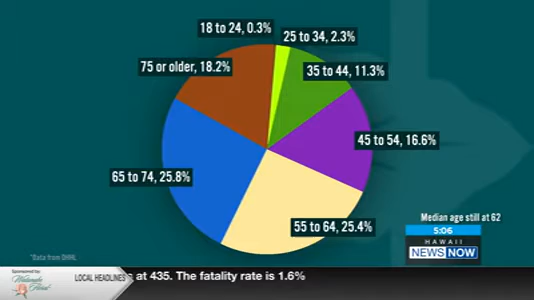 18 to 24, 0.3%
25 to 34, 2.3%
75 or older, 18.2%
35 to 44, 11.3%
45 to 54, 16.6%
65 to 74, 25.8%
55 to 64, 25.4%
Median age still at 62
5:06
HAWAII
NEWS NOW
*Data from OHHL
Sponsored by:
LOCAL HEADLINES
at 435. The fatality rate is 1.6%